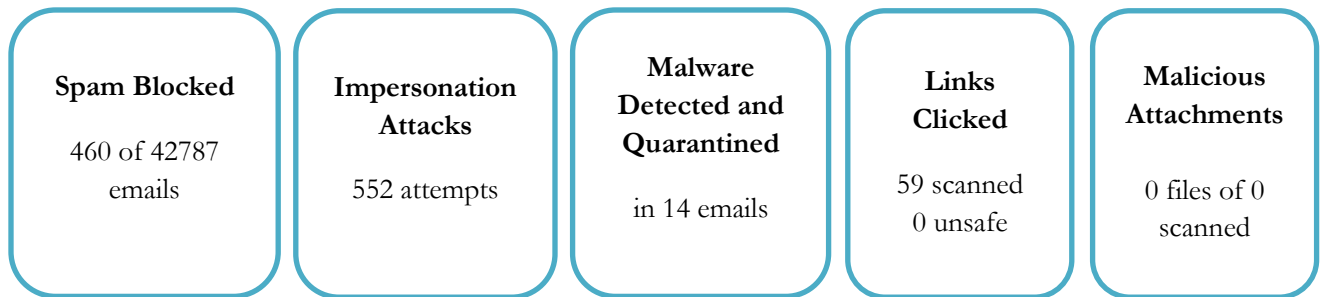 Spam Blocked
460 of 42787
emails
Impersonation
Attacks
552 attempts
Malware
Detected and
Quarantined
in 14 emails
Links
Clicked
59 scanned
0 unsafe
Malicious
Attachments
0 files of 0
scanned